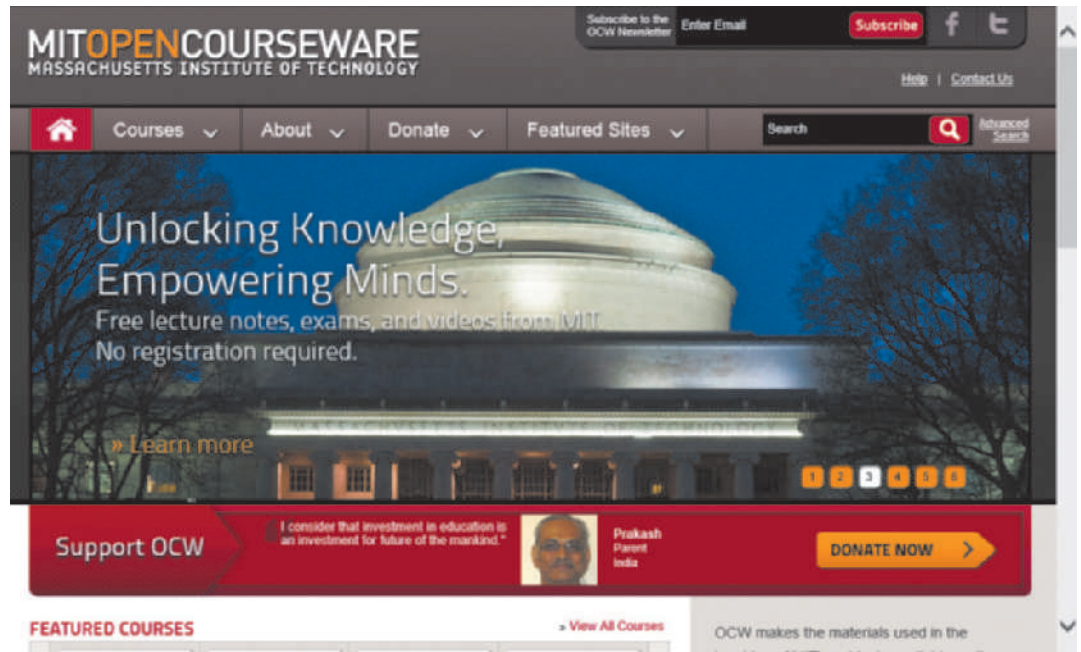 Subscribe to the
OCW Newsletter
Enter Email
Subscribe
MITOPENCOURSEWARE
MASSACHUSETTS INSTITUTE OF TECHNOLOGY
Help | Contact Us
Courses
About
Donate
Featured Sites
Search
Advanced
Search
Unlocking Knowledge,
Empowering Minds.
Free lecture notes, exams, and videos from MIT.
No registration required.
MASSACHVSETTS INSTITVTE OF TECHNOLOGY
» Learn more
1 2 3 4 5 6
Support OCW
I consider that investment in education is
an investment for future of the mankind."
Prakash
Parent
India
DONATE NOW
FEATURED COURSES
» View All Courses
OCW makes the materials used in the